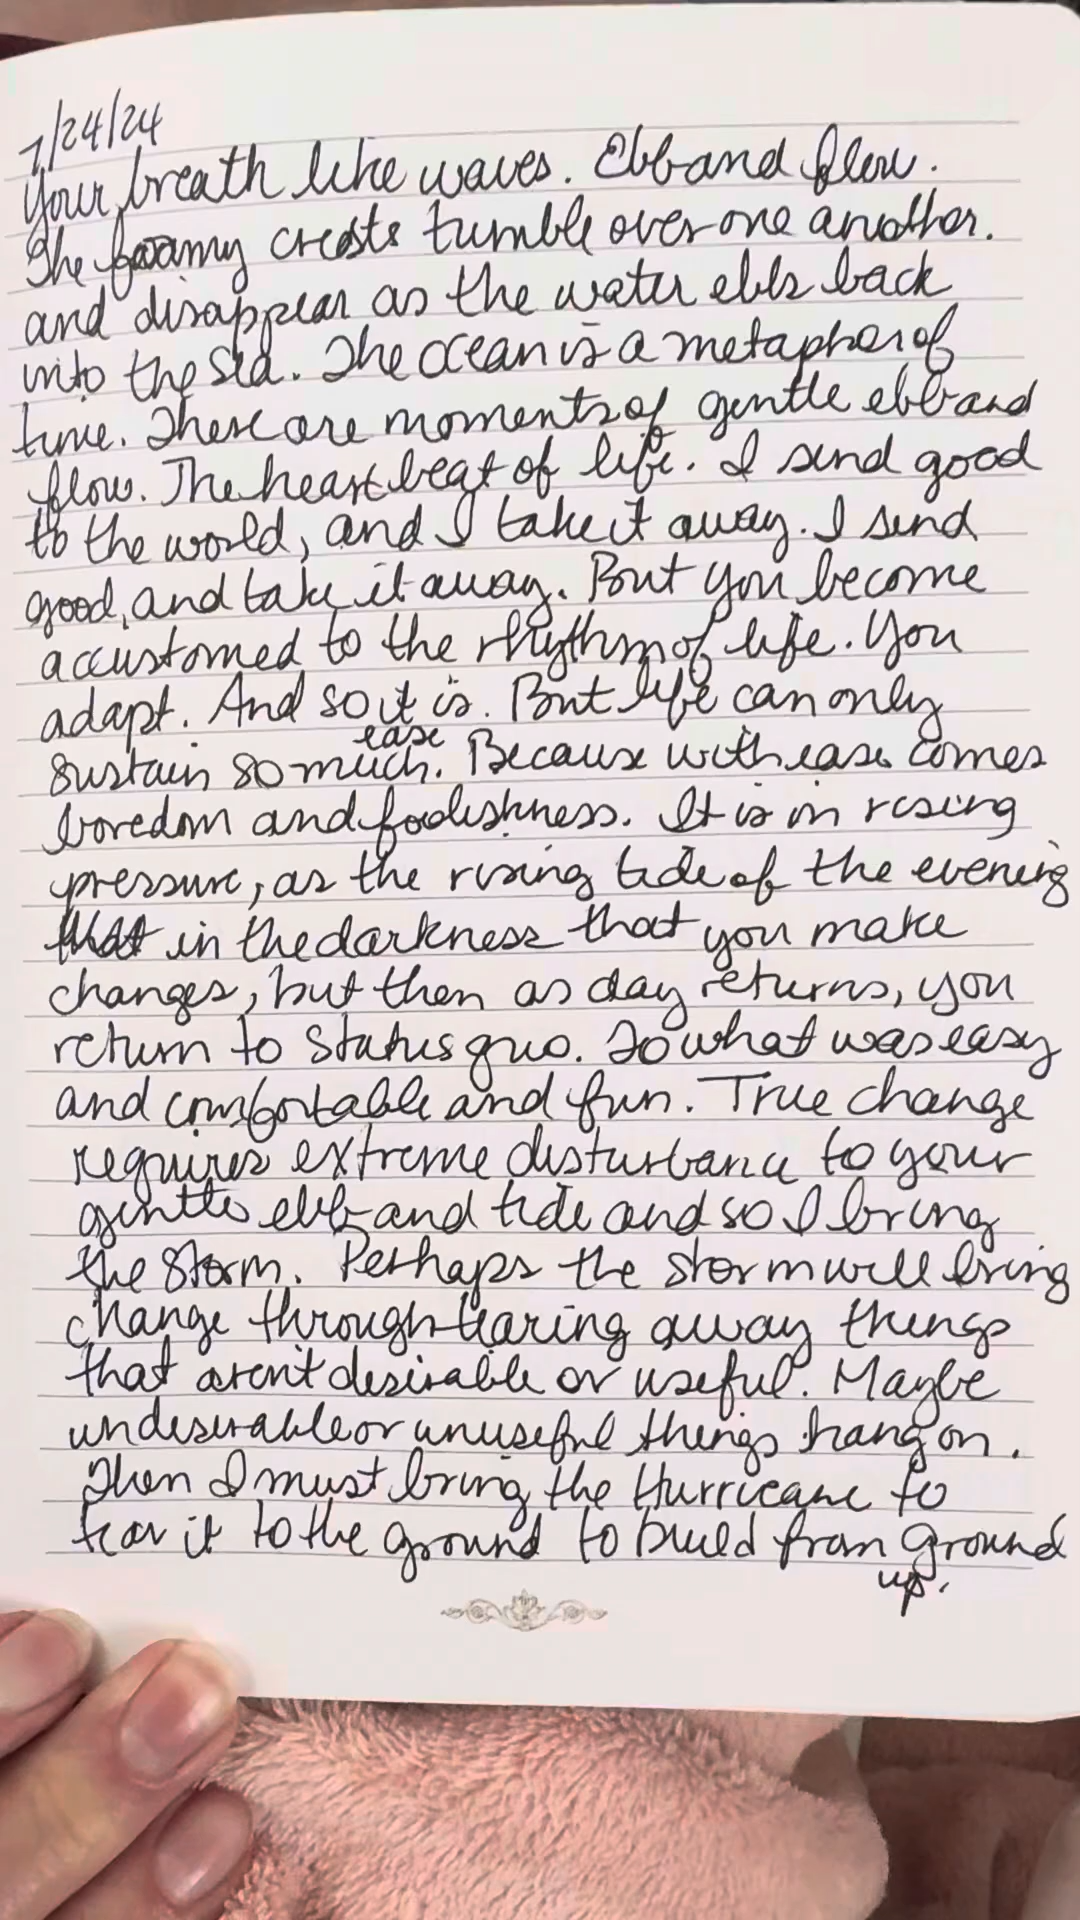 7/24/24
Your breath like waves. Ebb and flow.
The foamy crests tumble over one another.
and disappear as the water ebbs back
into the sea. The ocean is a metaphor of
time. There are moments of gentle ebb and
flow. The heartbeat of life. I send good
to the world, and I take it away. I send
good, and take it away. But you become
accustomed to the rhythm of life. You
adapt. And so it is. But life can only
sustain so much ease. Because with ease comes
boredom and foolishness. It is in rising
pressure, as the rising tide of the evening
in the darkness that you make
changes, but then as day returns, you
return to status quo. To what was easy
and comfortable and fun. True change
requires extreme disturbance to your
gentle ebb and tide and so I bring
the storm. Perhaps the storm will bring
change through tearing away things
that aren't desirable or useful. Maybe
undesirable or unuseful things hang on.
Then I must bring the Hurricane to
tear it to the ground to build from ground
up.